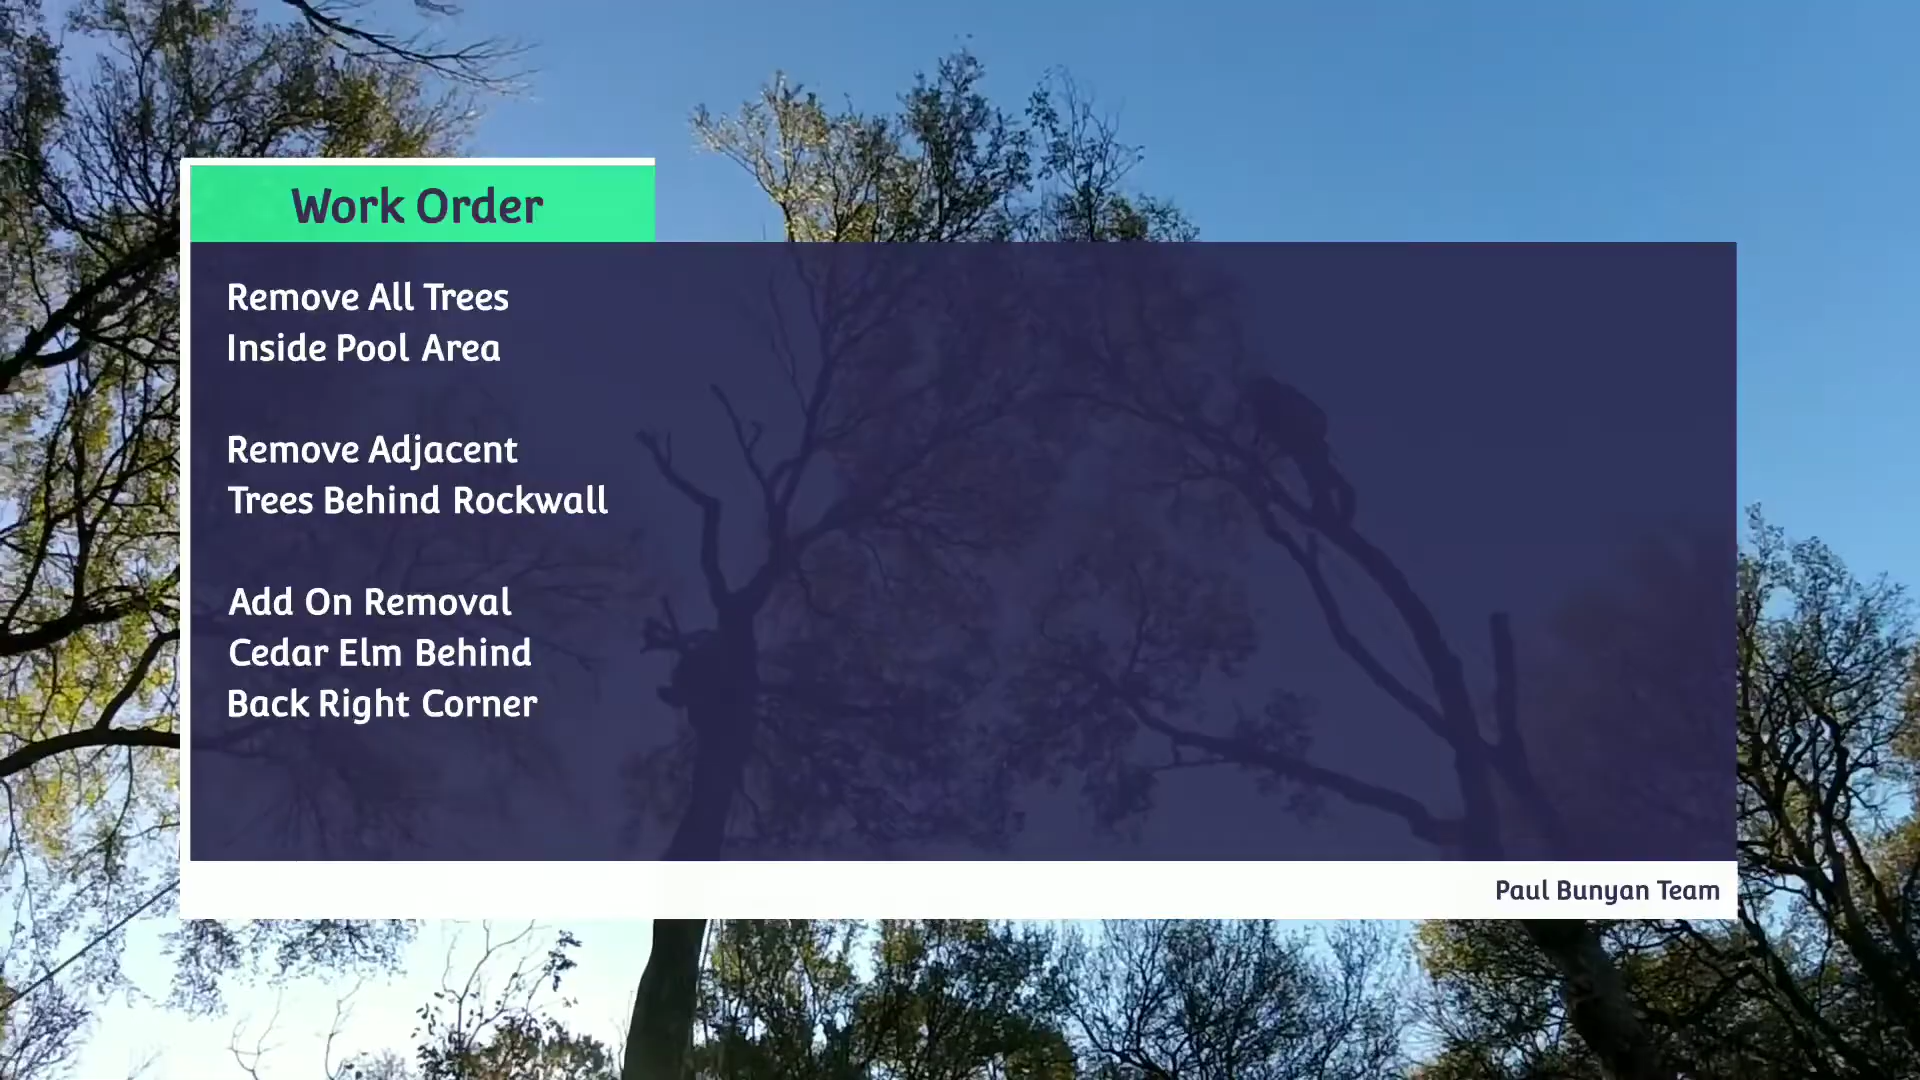 Work Order
Remove All Trees
Inside Pool Area
Remove Adjacent
Trees Behind Rockwall
Add On Removal
Cedar Elm Behind
Back Right Corner
Paul Bunyan Team